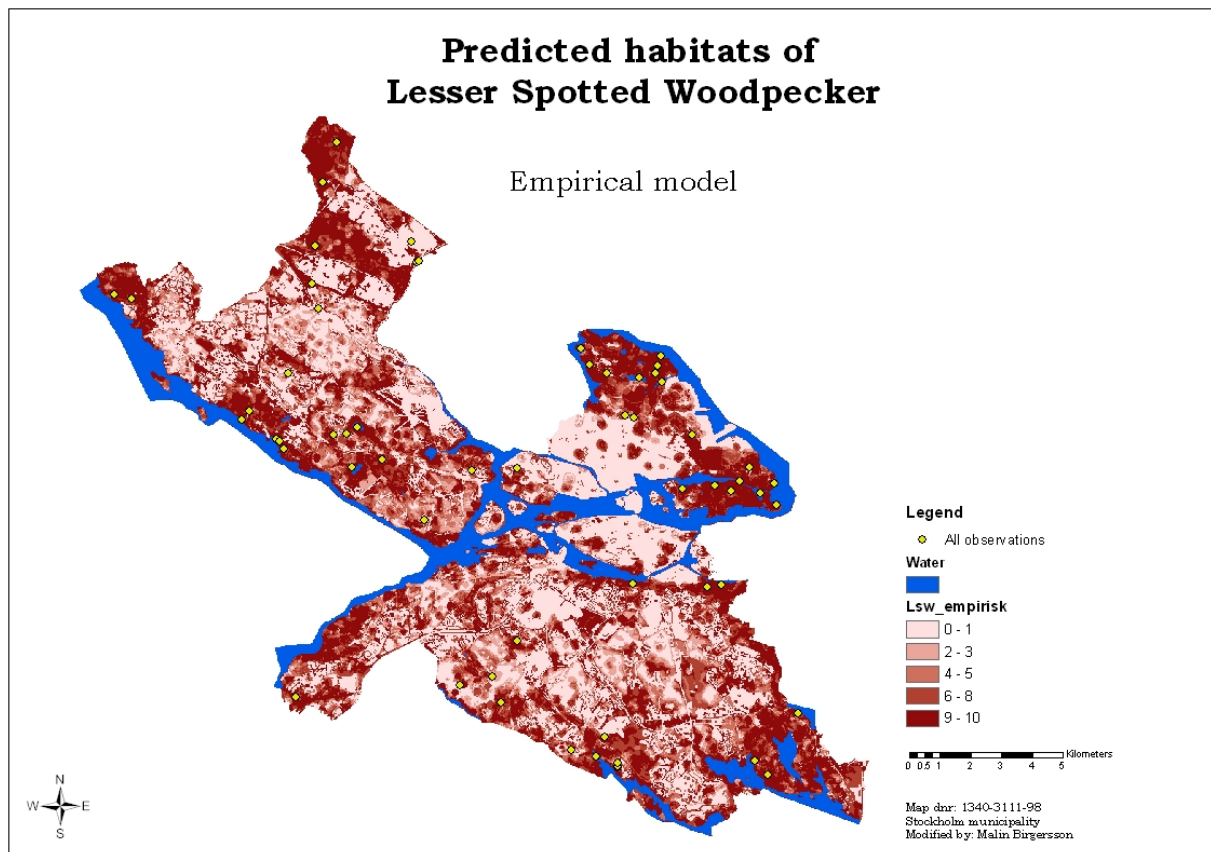 Predicted habitats of
Lesser Spotted Woodpecker
Empirical model
Legend
All observations
Water
Lsw_empirisk
0 - 1
2 - 3
4 - 5
6 - 8
9 - 10
Kilometers
0 0.5 1 2 3 4 5
N
W E
S
Map dnr: 1340-3111-98
Stockholm municipality
Modified by: Malin Birgersson